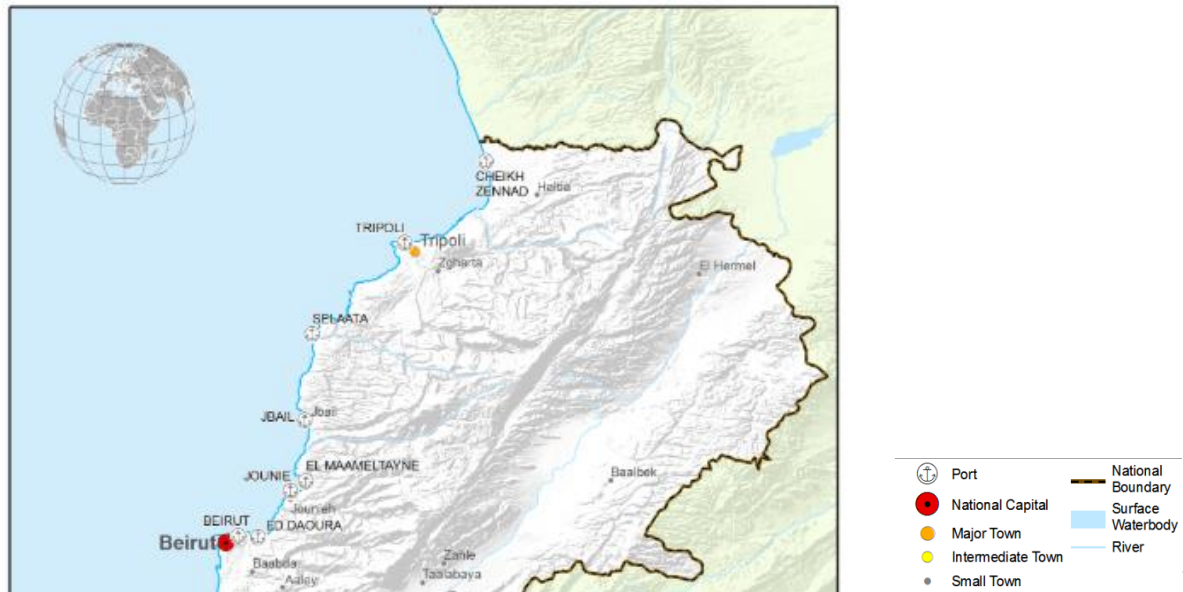 CHEIKH
ZENNAD
Halba
TRIPOLI
Tripoli
Zgharta
El Hermel
SELAATA
JBAIL
Jbail
EL MAAMELTAYNE
JOUNIE
Baalbek
Jounieh
BEIRUT
ED DAOURA
Beirut
Baabda
Zahle
Aaley
Taalabaya
Port
National Capital
Major Town
Intermediate Town
Small Town
National
Boundary
Surface
Waterbody
River